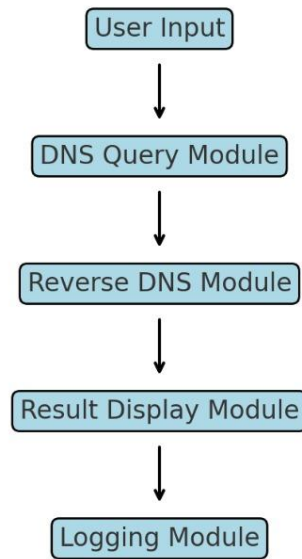 User Input
DNS Query Module
Reverse DNS Module
Result Display Module
Logging Module